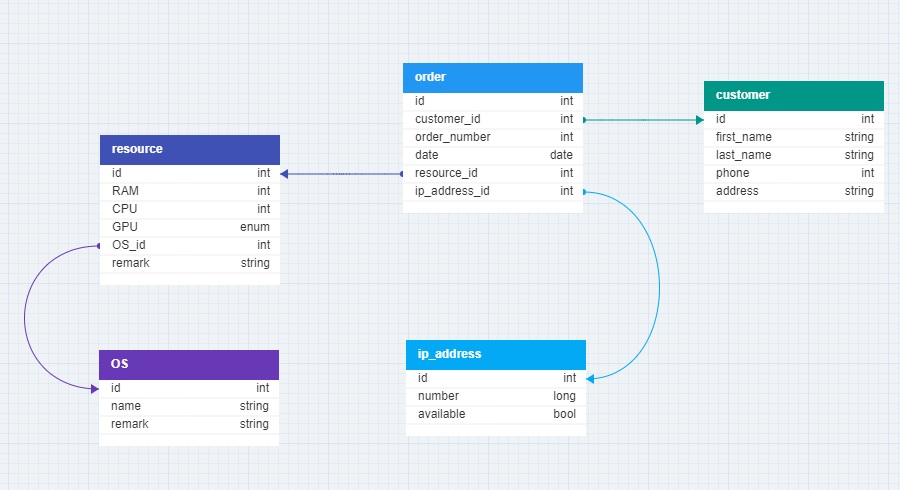 order
id int
customer_id int
order_number int
date date
resource_id int
ip_address_id int
customer
id int
first_name string
last_name string
phone int
address string
resource
id int
RAM int
CPU int
GPU enum
OS_id int
remark string
OS
id int
name string
remark string
ip_address
id int
number long
available bool